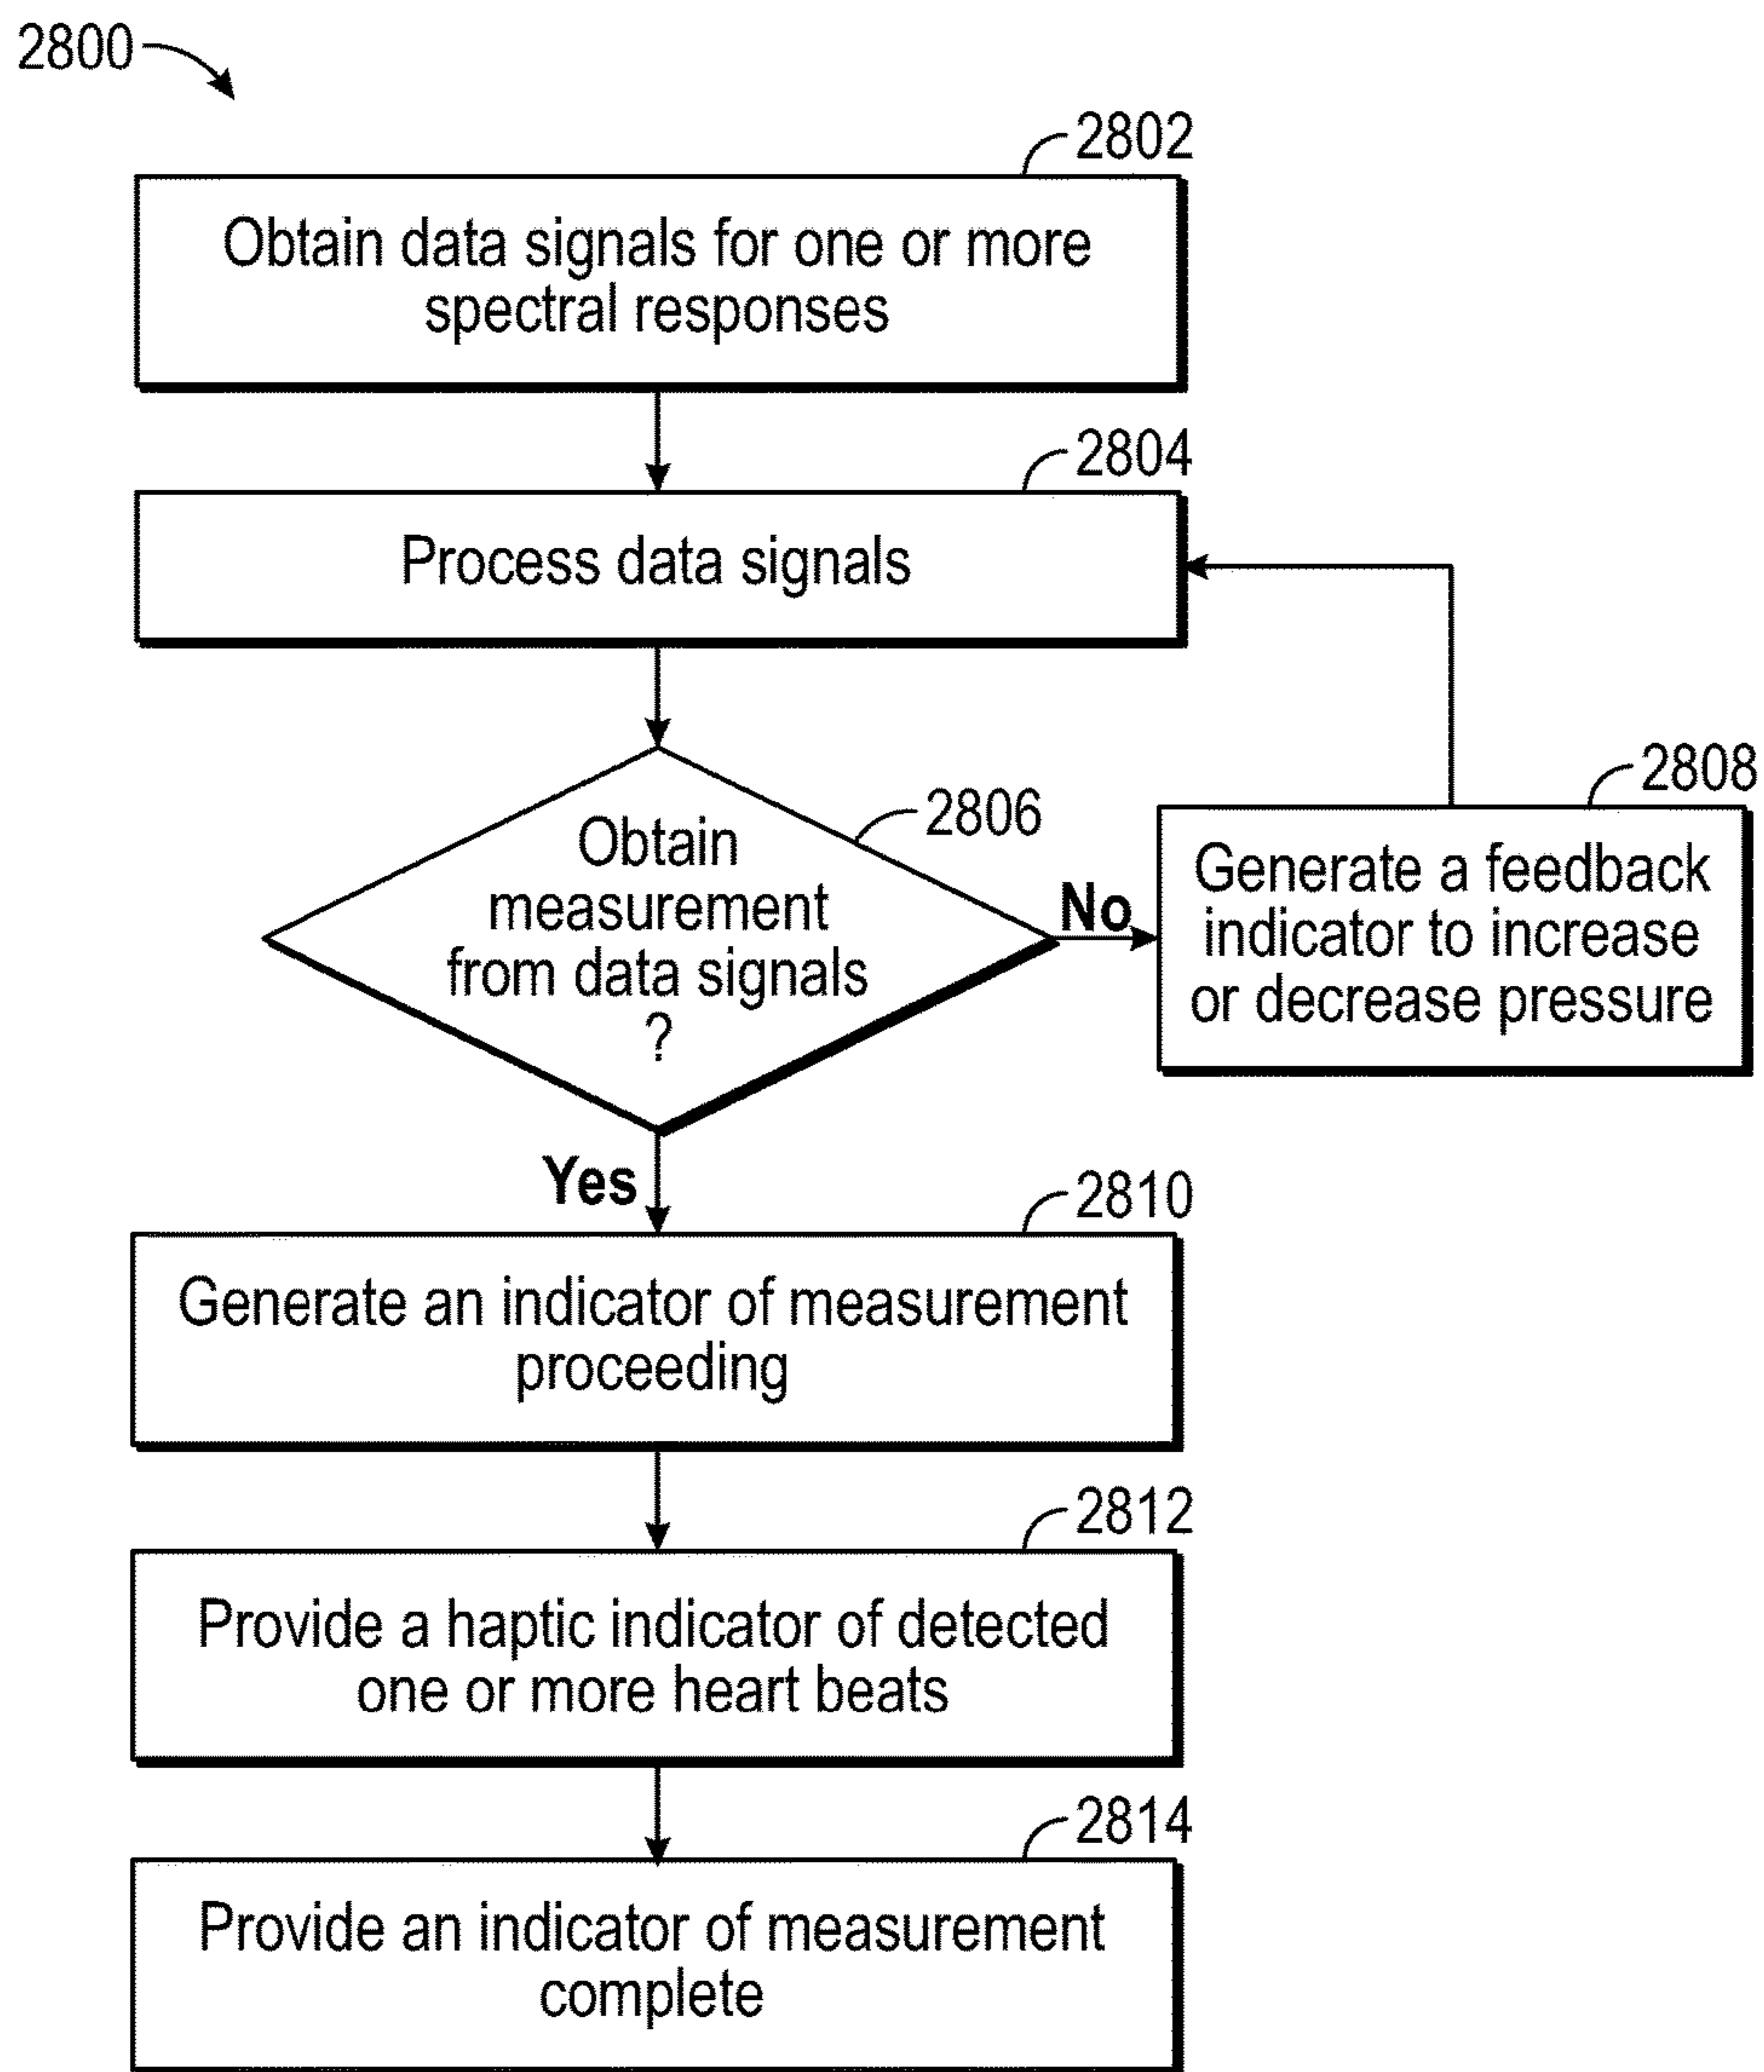 2800
2802
Obtain data signals for one or more
spectral responses
2804
Process data signals
2806
Obtain
measurement
from data signals
?
No
2808
Generate a feedback
indicator to increase
or decrease pressure
Yes
2810
Generate an indicator of measurement
proceeding
2812
Provide a haptic indicator of detected
one or more heart beats
2814
Provide an indicator of measurement
complete